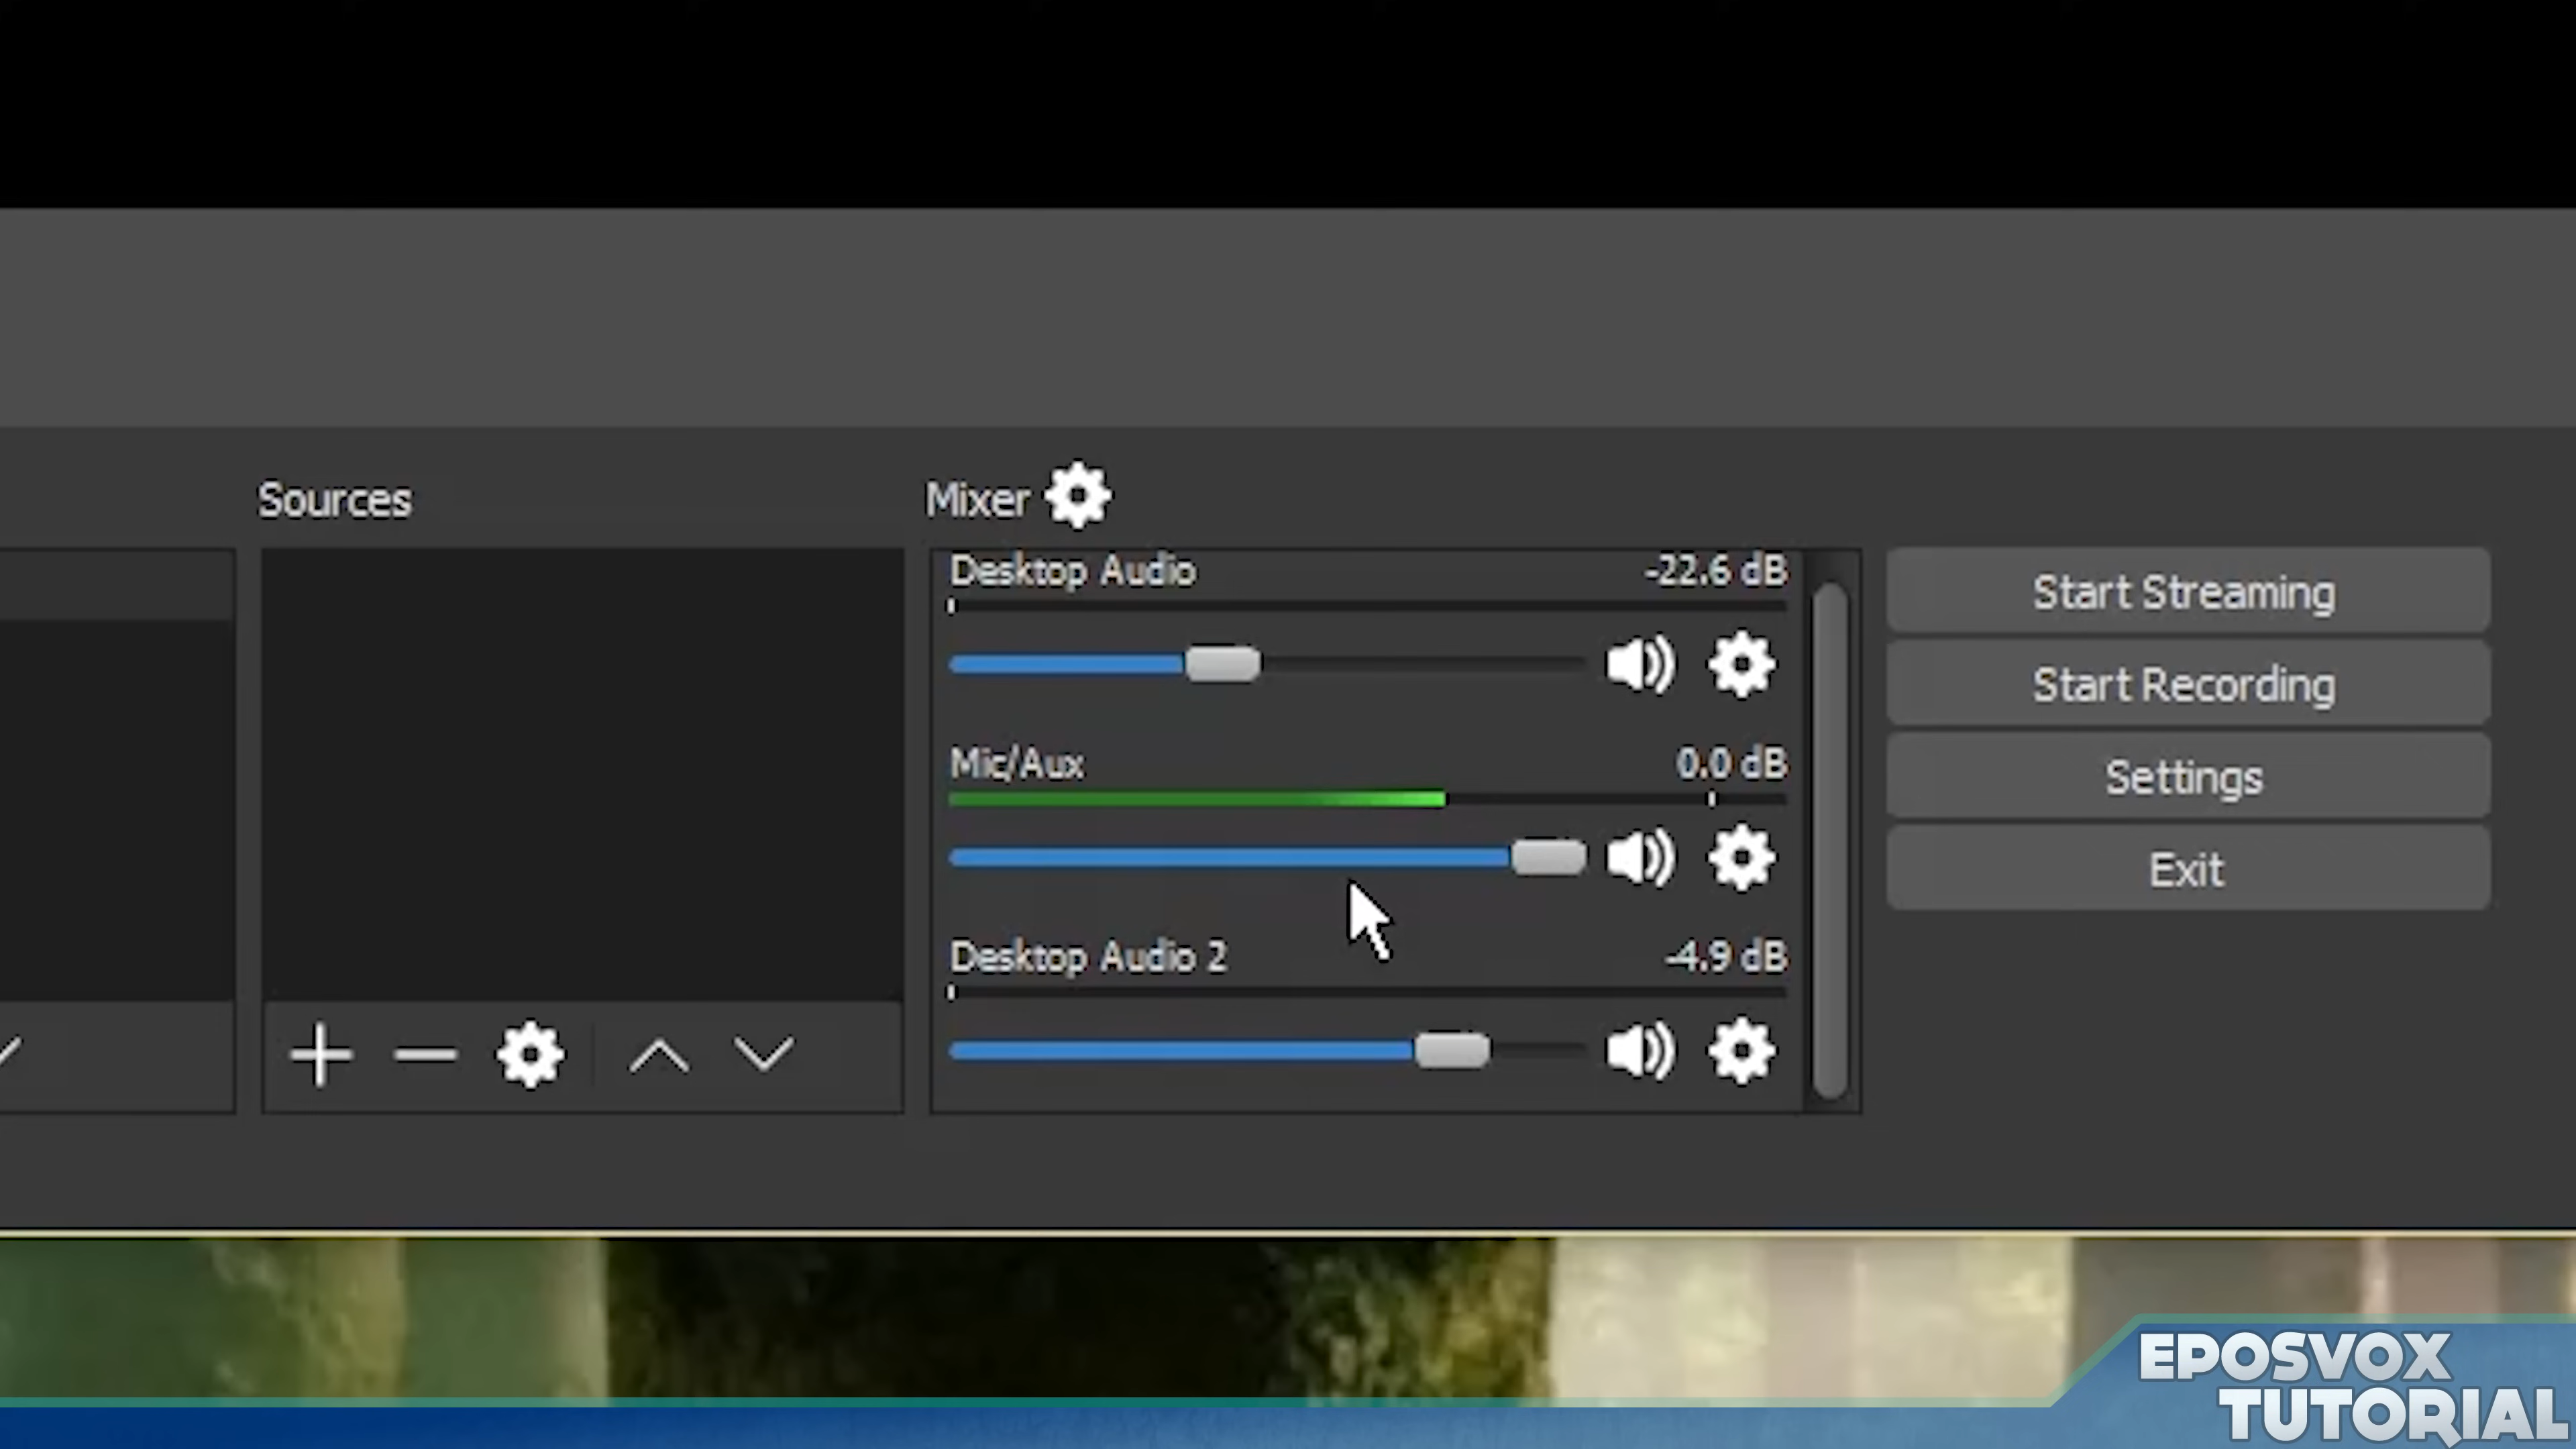 Sources
Mixer
Desktop Audio -22.6 dB
Mic/Aux 0.0 dB
Desktop Audio 2 -4.9 dB
Start Streaming
Start Recording
Settings
Exit
EPOSVOX
TUTORIAL